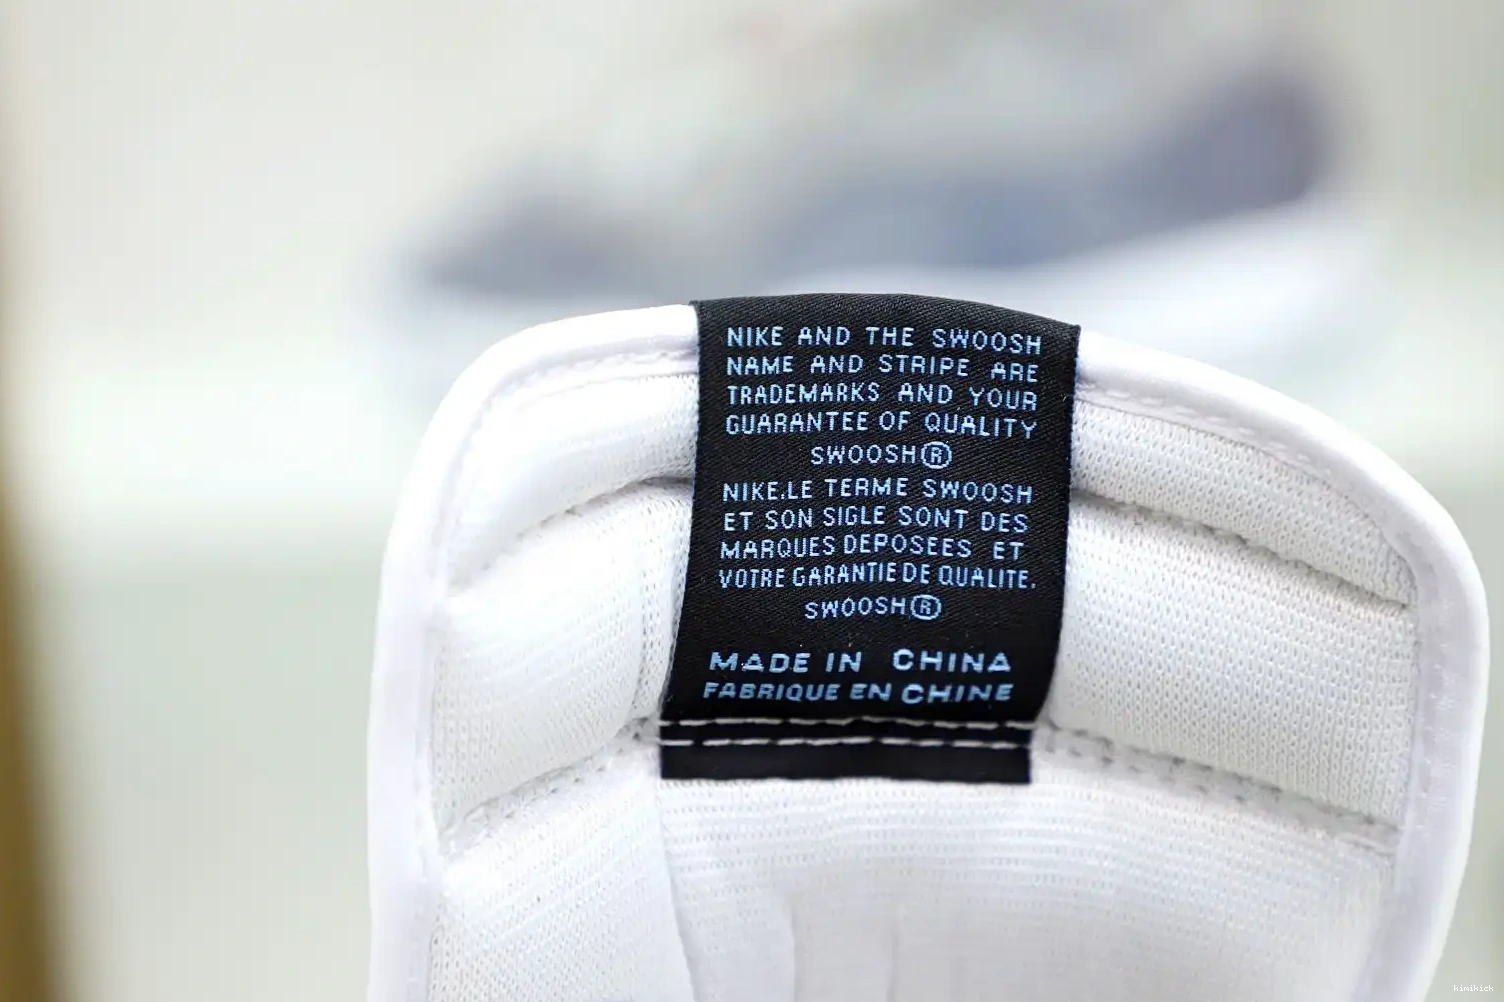 NIKE AND THE SWOOSH
NAME AND STRIPE ARE
TRADEMARKS AND YOUR
GUARANTEE OF QUALITY
SWOOSH®
NIKE.LE TERME SWOOSH
ET SON SIGLE SONT DES
MARQUES DEPOSEES ET
VOTRE GARANTIE DE QUALITE.
SWOOSH®
MADE IN CHINA
FABRIQUE EN CHINE
kimikick